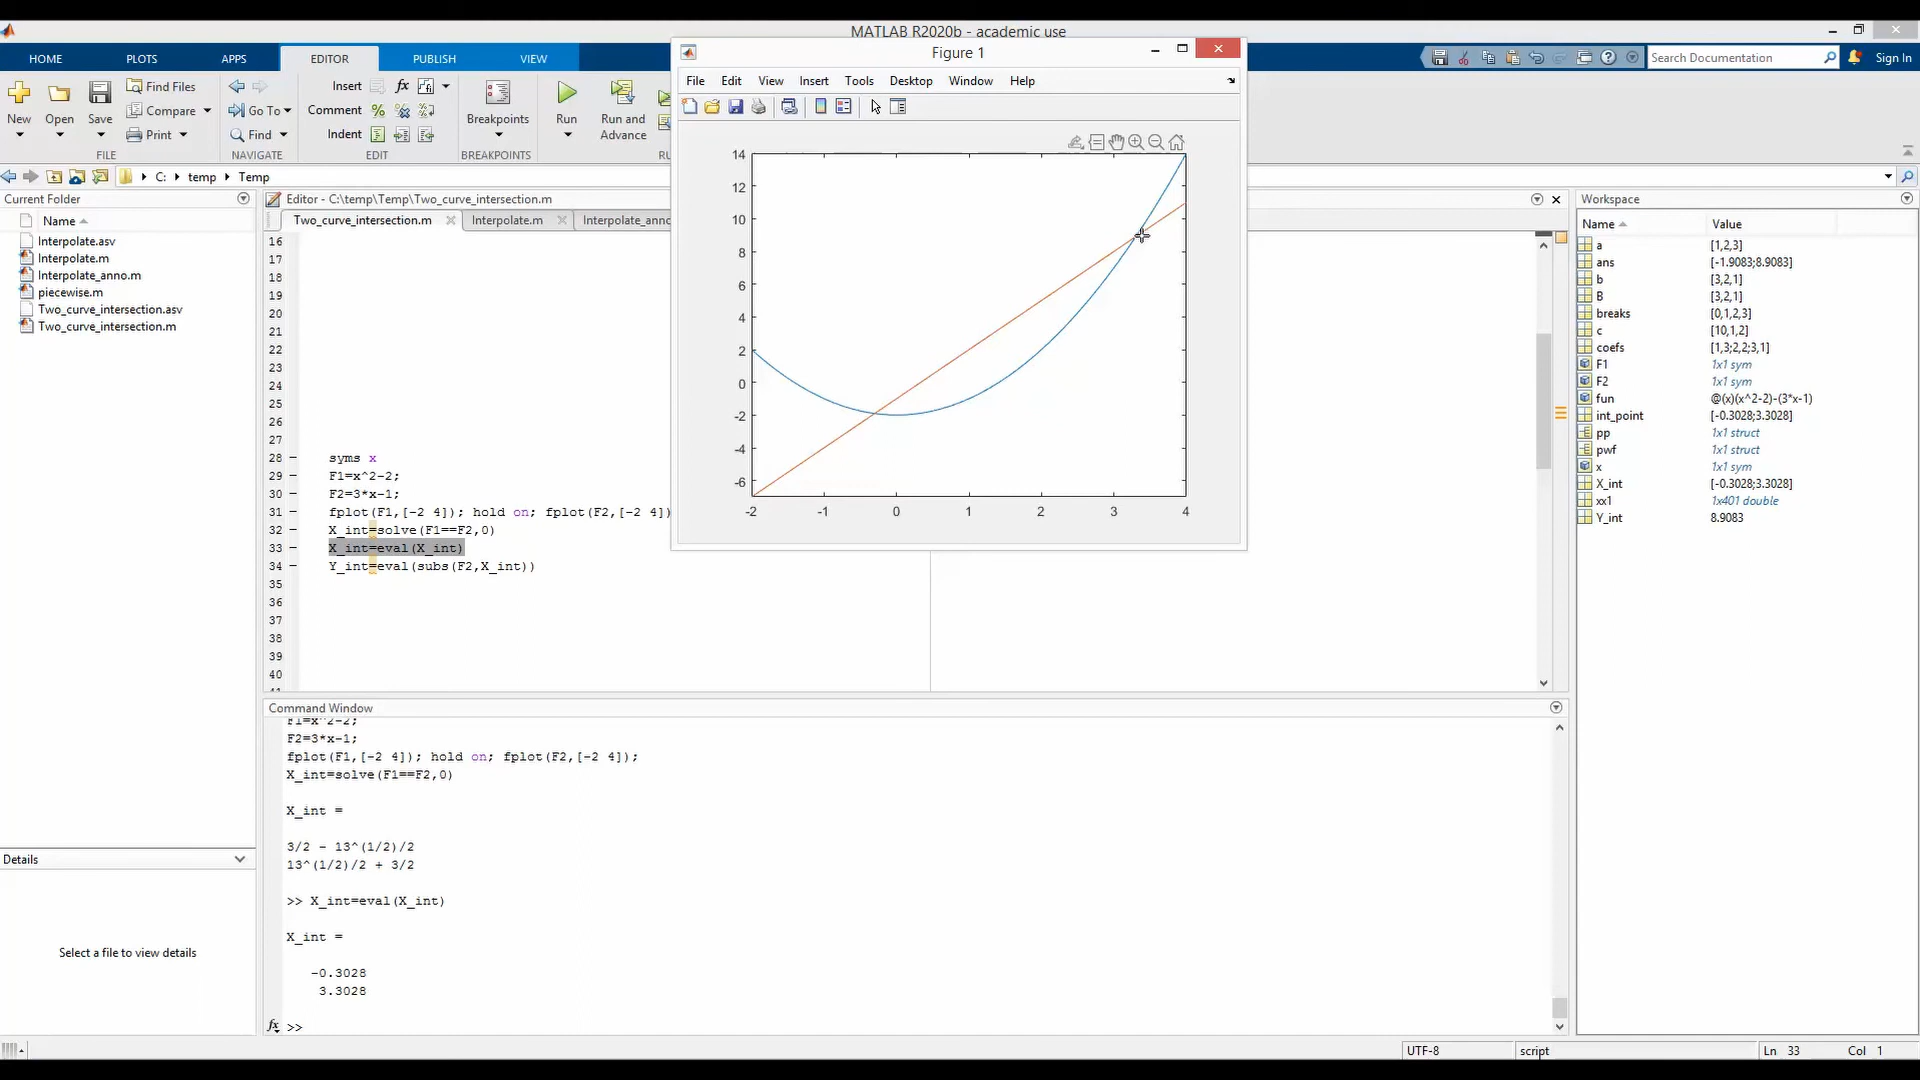 MATLAB R2020b - academic use
HOME PLOTS APPS EDITOR PUBLISH VIEW
Search Documentation
Sign In
New Open Save
Find Files
Compare
Print
FILE
Go To
Find
NAVIGATE
Insert fx
Comment
Indent
EDIT
Breakpoints
BREAKPOINTS
Run
Run and
Advance
C: temp Temp
Current Folder
Name
Interpolate.asv
Interpolate.m
Interpolate_anno.m
piecewise.m
Two_curve_intersection.asv
Two_curve_intersection.m
Details
Select a file to view details
Editor - C:\temp\Temp\Two_curve_intersection.m
Two_curve_intersection.m Interpolate.m Interpolate_anno
16
17
18
19
20
21
22
23
24
25
26
27
28 syms x
29 F1=x^2-2;
30 F2=3*x-1;
31 fplot(F1,[-2 4]); hold on; fplot(F2,[-2 4])
32 X_int=solve(F1==F2,0)
33 X_int=eval(X_int)
34 Y_int=eval(subs(F2,X_int))
35
36
37
38
39
40
Figure 1
File Edit View Insert Tools Desktop Window Help
14
12
10
8
6
4
2
0
-2
-4
-6
-2 -1 0 1 2 3 4
Command Window
F1=x^2-2;
F2=3*x-1;
fplot(F1,[-2 4]); hold on; fplot(F2,[-2 4]);
X_int=solve(F1==F2,0)
X_int =
3/2 - 13^(1/2)/2
13^(1/2)/2 + 3/2
>> X_int=eval(X_int)
X_int =
-0.3028
3.3028
fx >>
Workspace
Name Value
a [1,2,3]
ans [-1.9083;8.9083]
b [3,2,1]
B [3,2,1]
breaks [0,1,2,3]
c [10,1,2]
coefs [1,3;2,2;3,1]
F1 1x1 sym
F2 1x1 sym
fun @(x)(x^2-2)-(3*x-1)
int_point [-0.3028;3.3028]
pp 1x1 struct
pwf 1x1 struct
x 1x1 sym
X_int [-0.3028;3.3028]
xx1 1x401 double
Y_int 8.9083
UTF-8 script Ln 33 Col 1